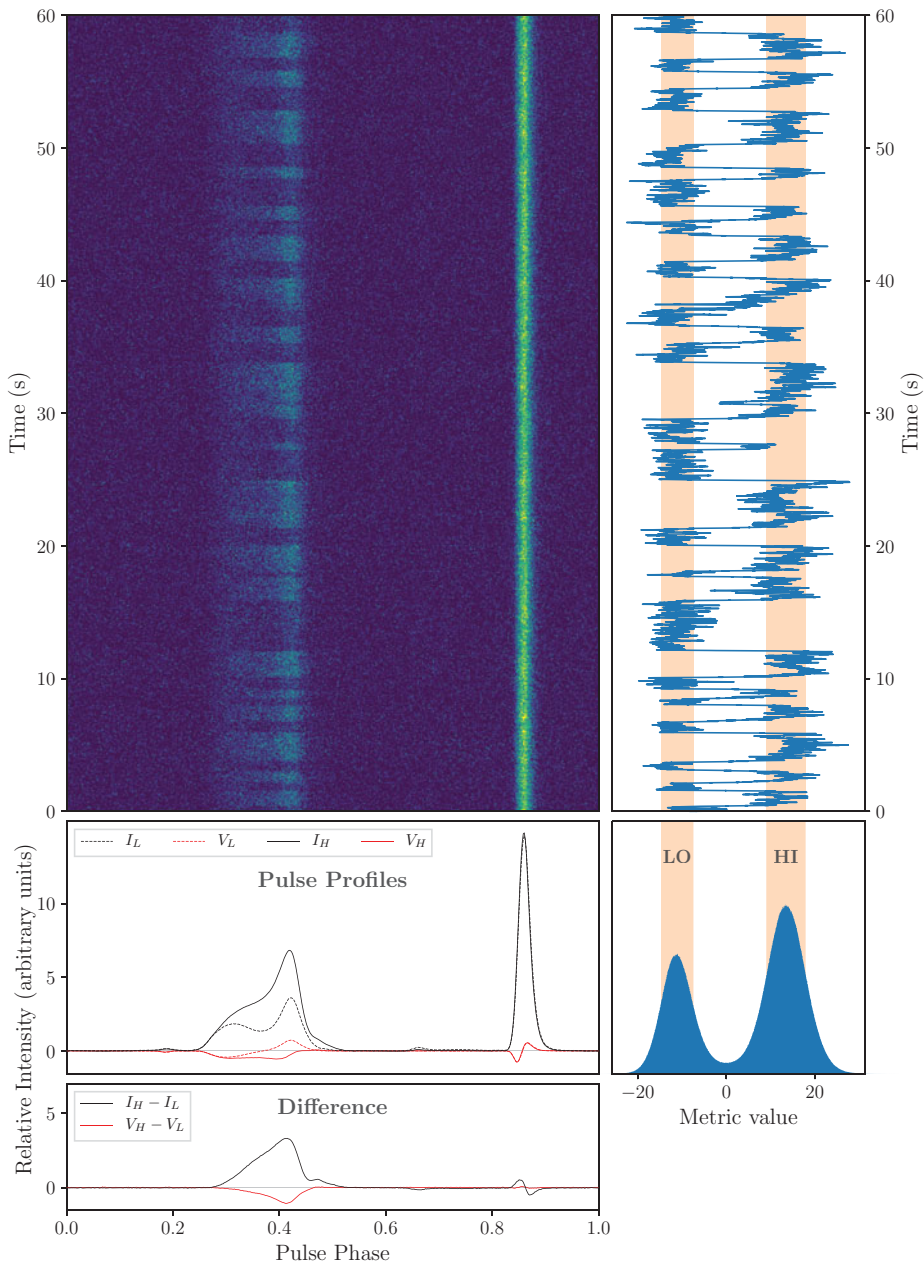 60
50
40
30
20
10
0
Time (s)
60
50
40
30
20
10
0
Time (s)
I_L V_L I_H V_H
Pulse Profiles
10
5
0
Relative Intensity (arbitrary units)
LO HI
−20 0 20
Metric value
I_H − I_L
V_H − V_L
Difference
5
0
0.0 0.2 0.4 0.6 0.8 1.0
Pulse Phase